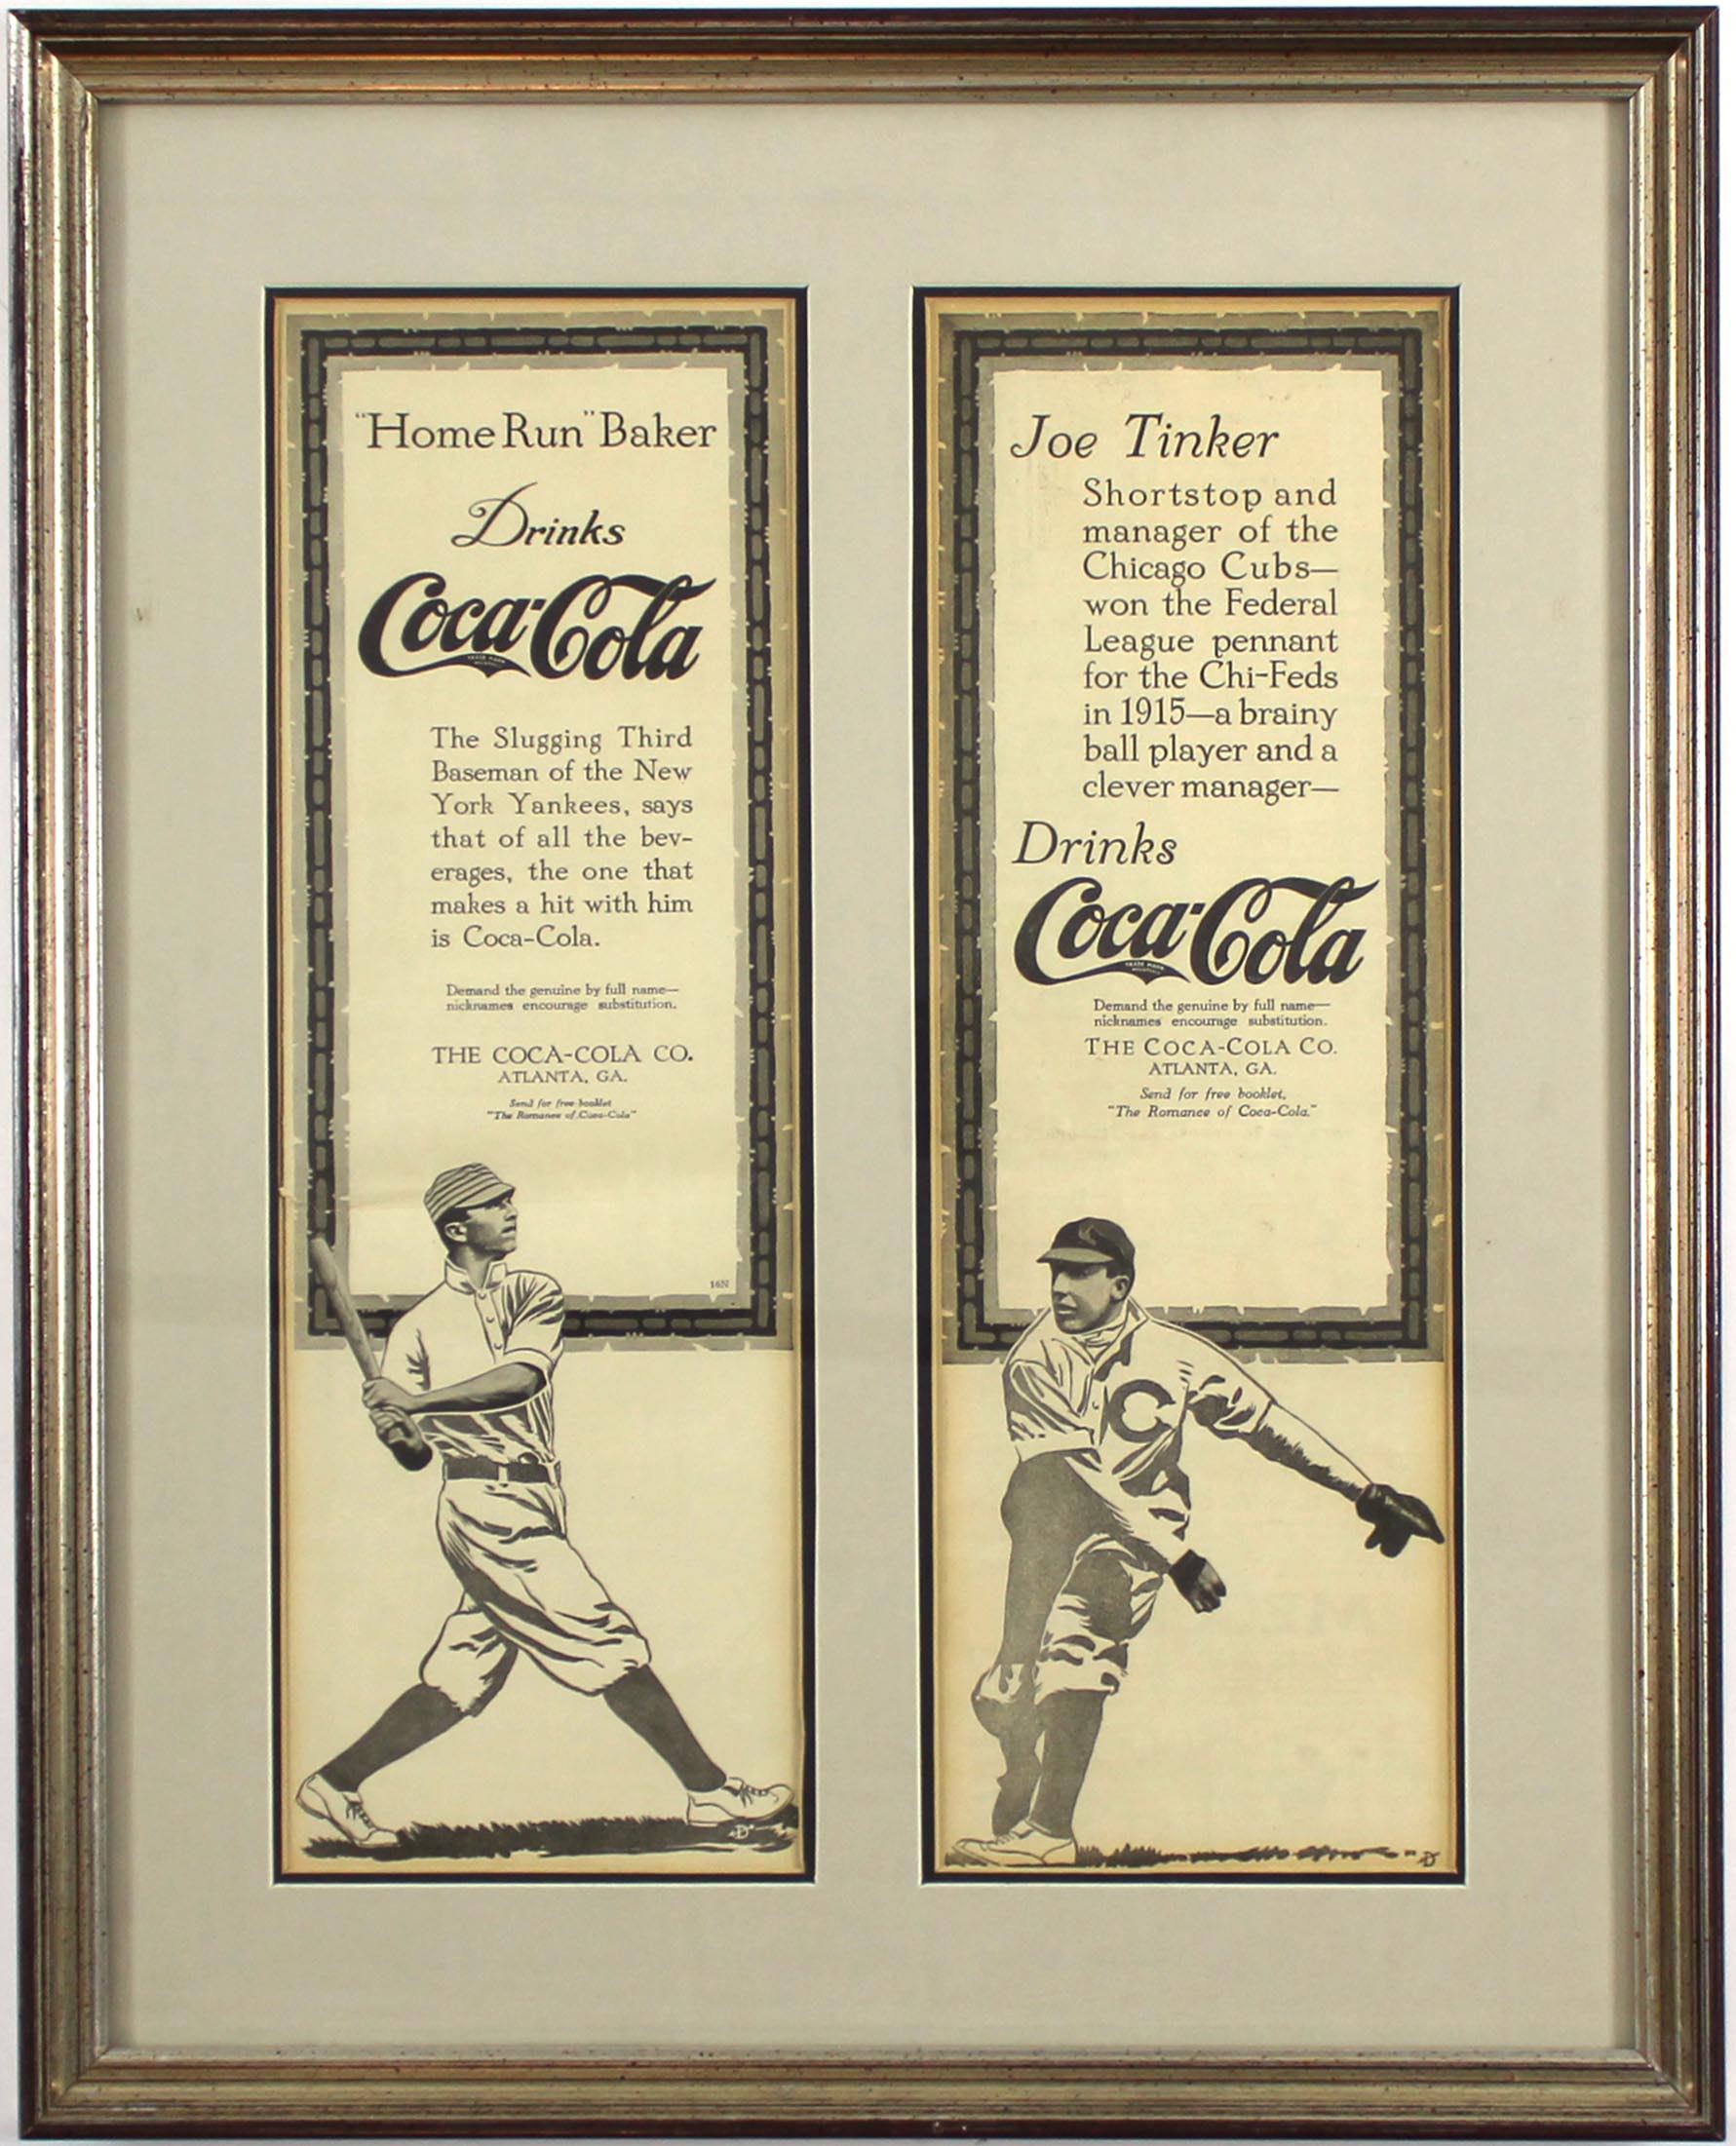 "Home Run" Baker
Drinks
Coca-Cola
TRADE MARK
The Slugging Third
Baseman of the New
York Yankees, says
that of all the bev-
erages, the one that
makes a hit with him
is Coca-Cola.
Demand the genuine by full name—
nicknames encourage substitution.
THE COCA-COLA CO.
ATLANTA, GA.
Send for free booklet
"The Romance of Coca-Cola"
16N
D
Joe Tinker
Shortstop and
manager of the
Chicago Cubs—
won the Federal
League pennant
for the Chi-Feds
in 1915—a brainy
ball player and a
clever manager—
Drinks
Coca-Cola
TRADE MARK
Demand the genuine by full name—
nicknames encourage substitution.
THE COCA-COLA CO.
ATLANTA, GA.
Send for free booklet,
"The Romance of Coca-Cola."
C
D